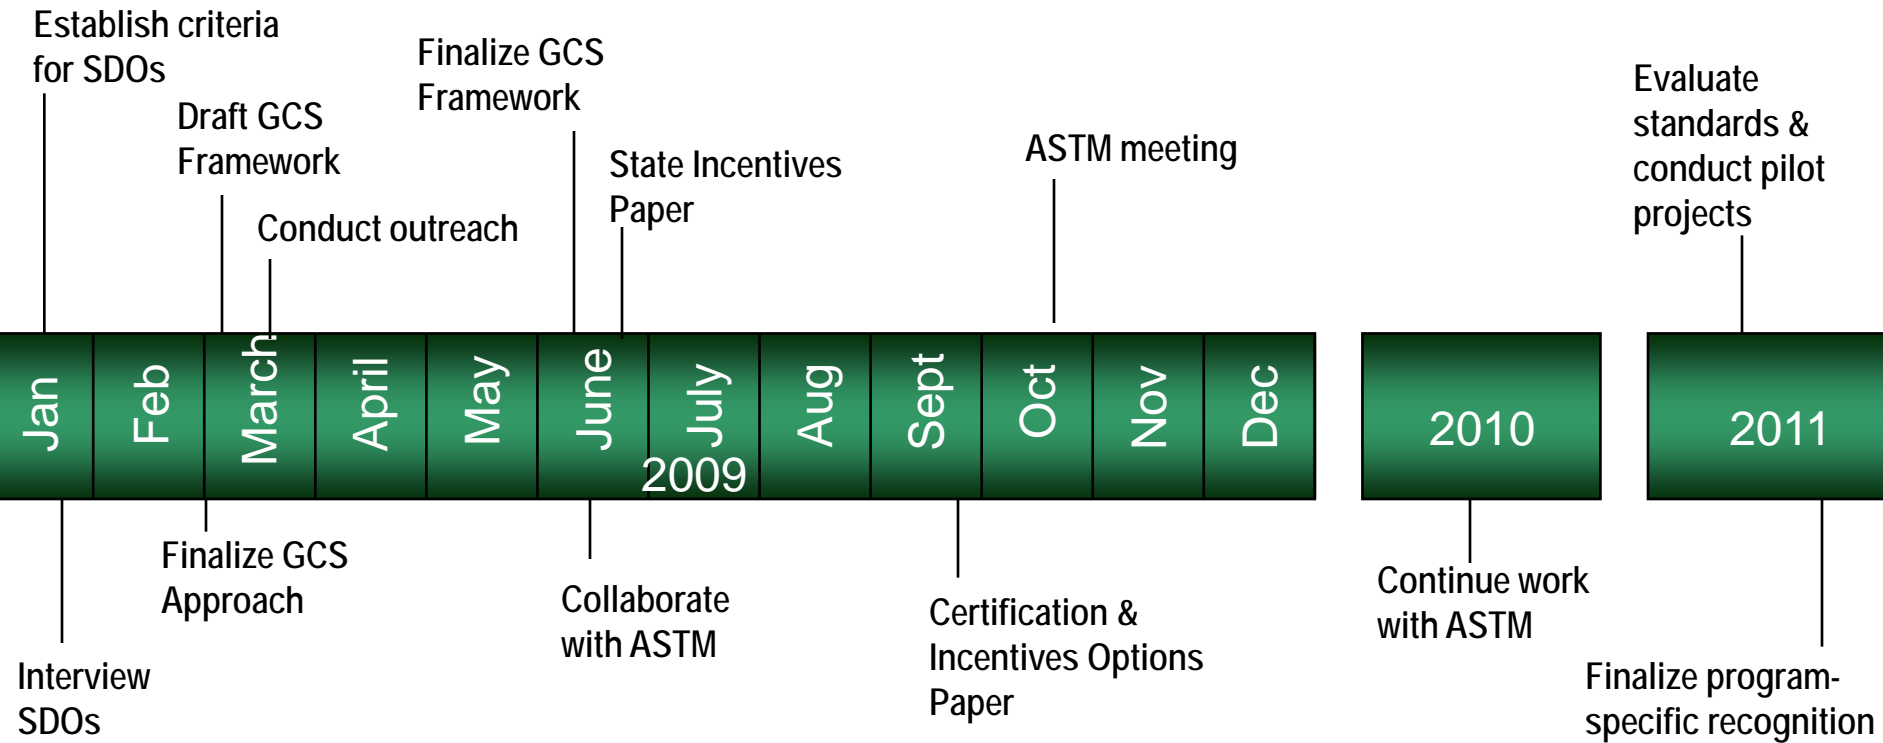 Establish criteria
for SDOs
Draft GCS
Framework
Conduct outreach
Finalize GCS
Framework
State Incentives
Paper
ASTM meeting
Evaluate
standards &
conduct pilot
projects
Jan
Feb
March
April
May
June
July
Aug
Sept
Oct
Nov
Dec
2009
2010
2011
Interview
SDOs
Finalize GCS
Approach
Collaborate
with ASTM
Certification &
Incentives Options
Paper
Continue work
with ASTM
Finalize program-
specific recognition